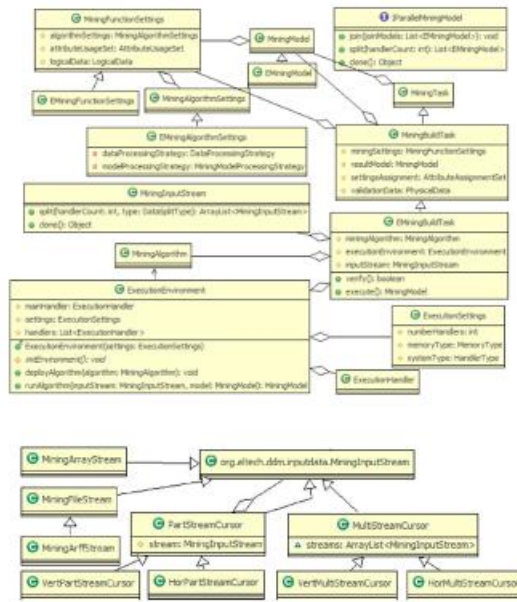 MiningFunctionSettings
algorithmSettings: MiningAlgorithmSettings
attributeUsageSet: AttributeUsageSet
logicalData: LogicalData
MiningModel
IParallelMiningModel
join(joinModels: List<EMiningModel>): void
split(handlerCount: int): List<EMiningModel>
clone(): Object
EMiningModel
MiningTask
EMiningFunctionSettings
MiningAlgorithmSettings
EMiningAlgorithmSettings
dataProcessingStrategy: DataProcessingStrategy
modelProcessingStrategy: MiningModelProcessingStrategy
MiningBuildTask
miningSettings: MiningFunctionSettings
resultModel: MiningModel
settingsAssignment: AttributeAssignmentSet
validationData: PhysicalData
MiningInputStream
split(handlerCount: int, type: DataSplitType): ArrayList<MiningInputStream>
clone(): Object
EMiningBuildTask
miningAlgorithm: MiningAlgorithm
executionEnvironment: ExecutionEnvironment
inputStream: MiningInputStream
verify(): boolean
execute(): MiningModel
MiningAlgorithm
ExecutionEnvironment
mainHandler: ExecutionHandler
settings: ExecutionSettings
handlers: List<ExecutionHandler>
ExecutionEnvironment(settings: ExecutionSettings)
initEnvironment(): void
deployAlgorithm(algorithm: MiningAlgorithm): void
runAlgorithm(inputStream: MiningInputStream, model: MiningModel): MiningModel
ExecutionSettings
numberHandlers: int
memoryType: MemoryType
systemType: HandlerType
ExecutionHandler
MiningArrayStream
org.eltech.ddm.inputdata.MiningInputStream
MiningFileStream
PartStreamCursor
stream: MiningInputStream
MultiStreamCursor
streams: ArrayList<MiningInputStream>
MiningArffStream
VertPartStreamCursor
HorPartStreamCursor
VertMultiStreamCursor
HorMultiStreamCursor